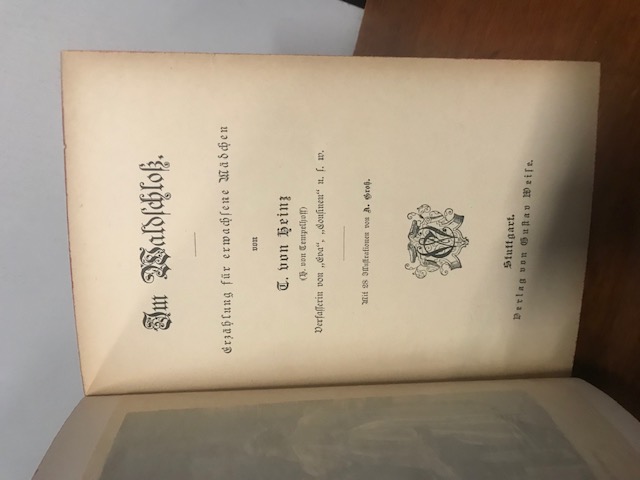 Im Waldschloß.
Erzählung für erwachsene Mädchen
von
T. von Heinz
(H. von Tempelhoff)
Verfasserin von „Eva“, „Cousinen“ u. s. w.
Mit 28 Illustrationen von A. Groß.
Stuttgart.
Verlag von Gustav Weise.